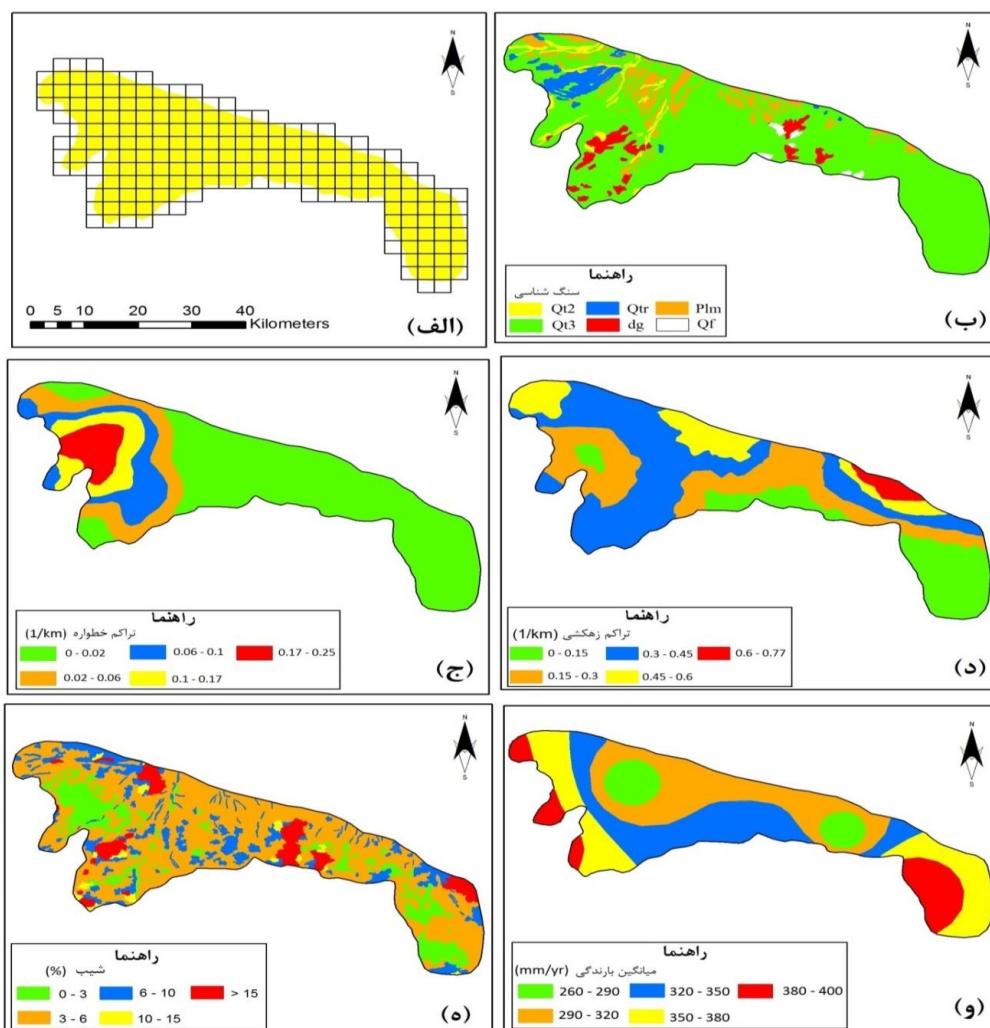 N
S
0 5 10 20 30 40
Kilometers
(الف)
N
S
راهنما
سنگ شناسی
Qt2 Qtr Plm
Qt3 dg Qf
(ب)
N
S
راهنما
تراکم خطواره (1/km)
0 - 0.02 0.06 - 0.1 0.17 - 0.25
0.02 - 0.06 0.1 - 0.17
(ج)
N
S
راهنما
تراکم زهکشی (1/km)
0 - 0.15 0.3 - 0.45 0.6 - 0.77
0.15 - 0.3 0.45 - 0.6
(د)
N
S
راهنما
شیب (%)
0 - 3 6 - 10 > 15
3 - 6 10 - 15
(ه)
N
S
راهنما
میانگین بارندگی (mm/yr)
260 - 290 320 - 350 380 - 400
290 - 320 350 - 380
(و)